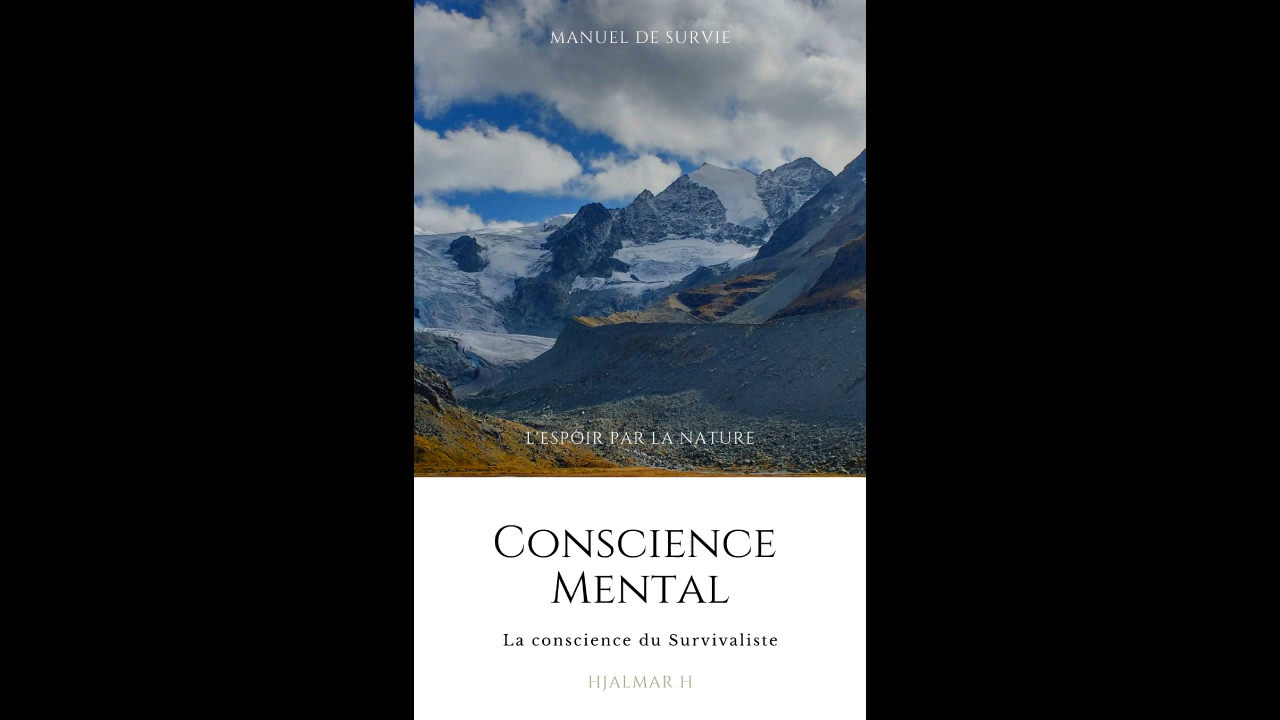 MANUEL DE SURVIE
L'ESPOIR PAR LA NATURE
CONSCIENCE
MENTAL
La conscience du Survivaliste
HJALMAR H